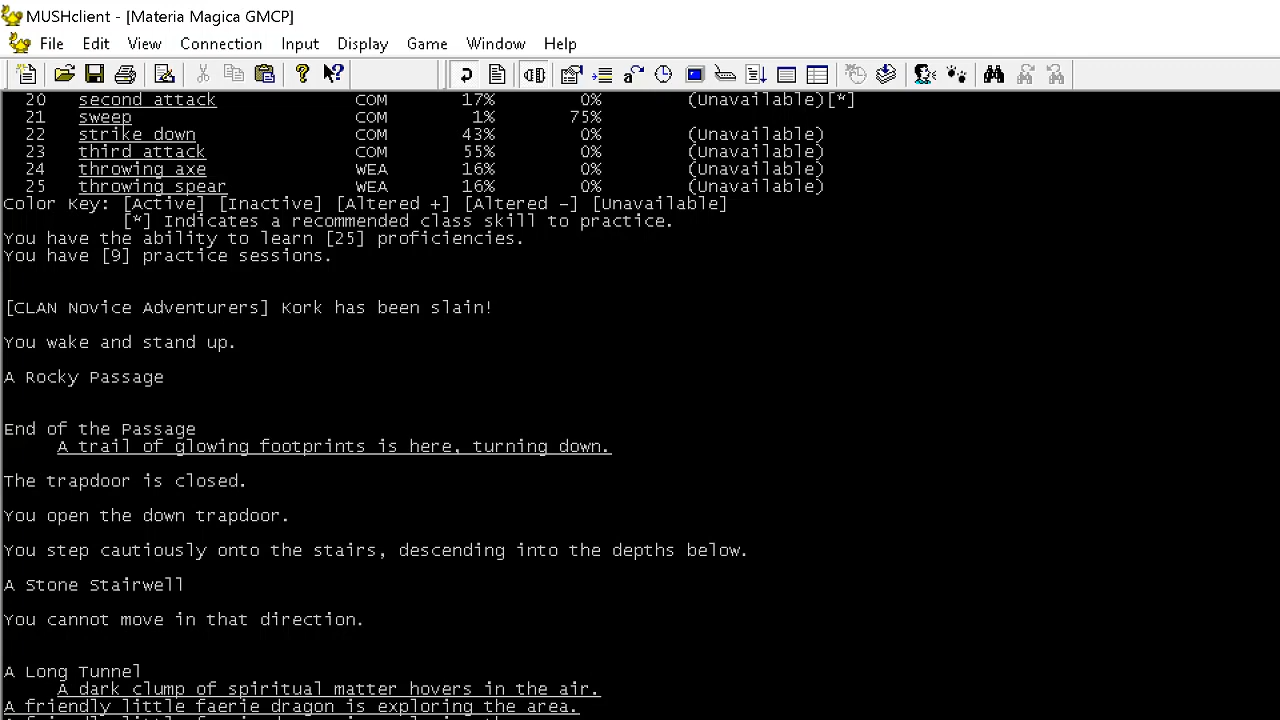 MUSHclient - [Materia Magica GMCP]
File Edit View Connection Input Display Game Window Help
20 second attack COM 17% 0% (Unavailable)[*]
21 sweep COM 1% 75%
22 strike down COM 43% 0% (Unavailable)
23 third attack COM 55% 0% (Unavailable)
24 throwing axe WEA 16% 0% (Unavailable)
25 throwing spear WEA 16% 0% (Unavailable)
Color Key: [Active] [Inactive] [Altered +] [Altered -] [Unavailable]
[*] Indicates a recommended class skill to practice.
You have the ability to learn [25] proficiencies.
You have [9] practice sessions.
[CLAN Novice Adventurers] Kork has been slain!
You wake and stand up.
A Rocky Passage
End of the Passage
A trail of glowing footprints is here, turning down.
The trapdoor is closed.
You open the down trapdoor.
You step cautiously onto the stairs, descending into the depths below.
A Stone Stairwell
You cannot move in that direction.
A Long Tunnel
A dark clump of spiritual matter hovers in the air.
A friendly little faerie dragon is exploring the area.